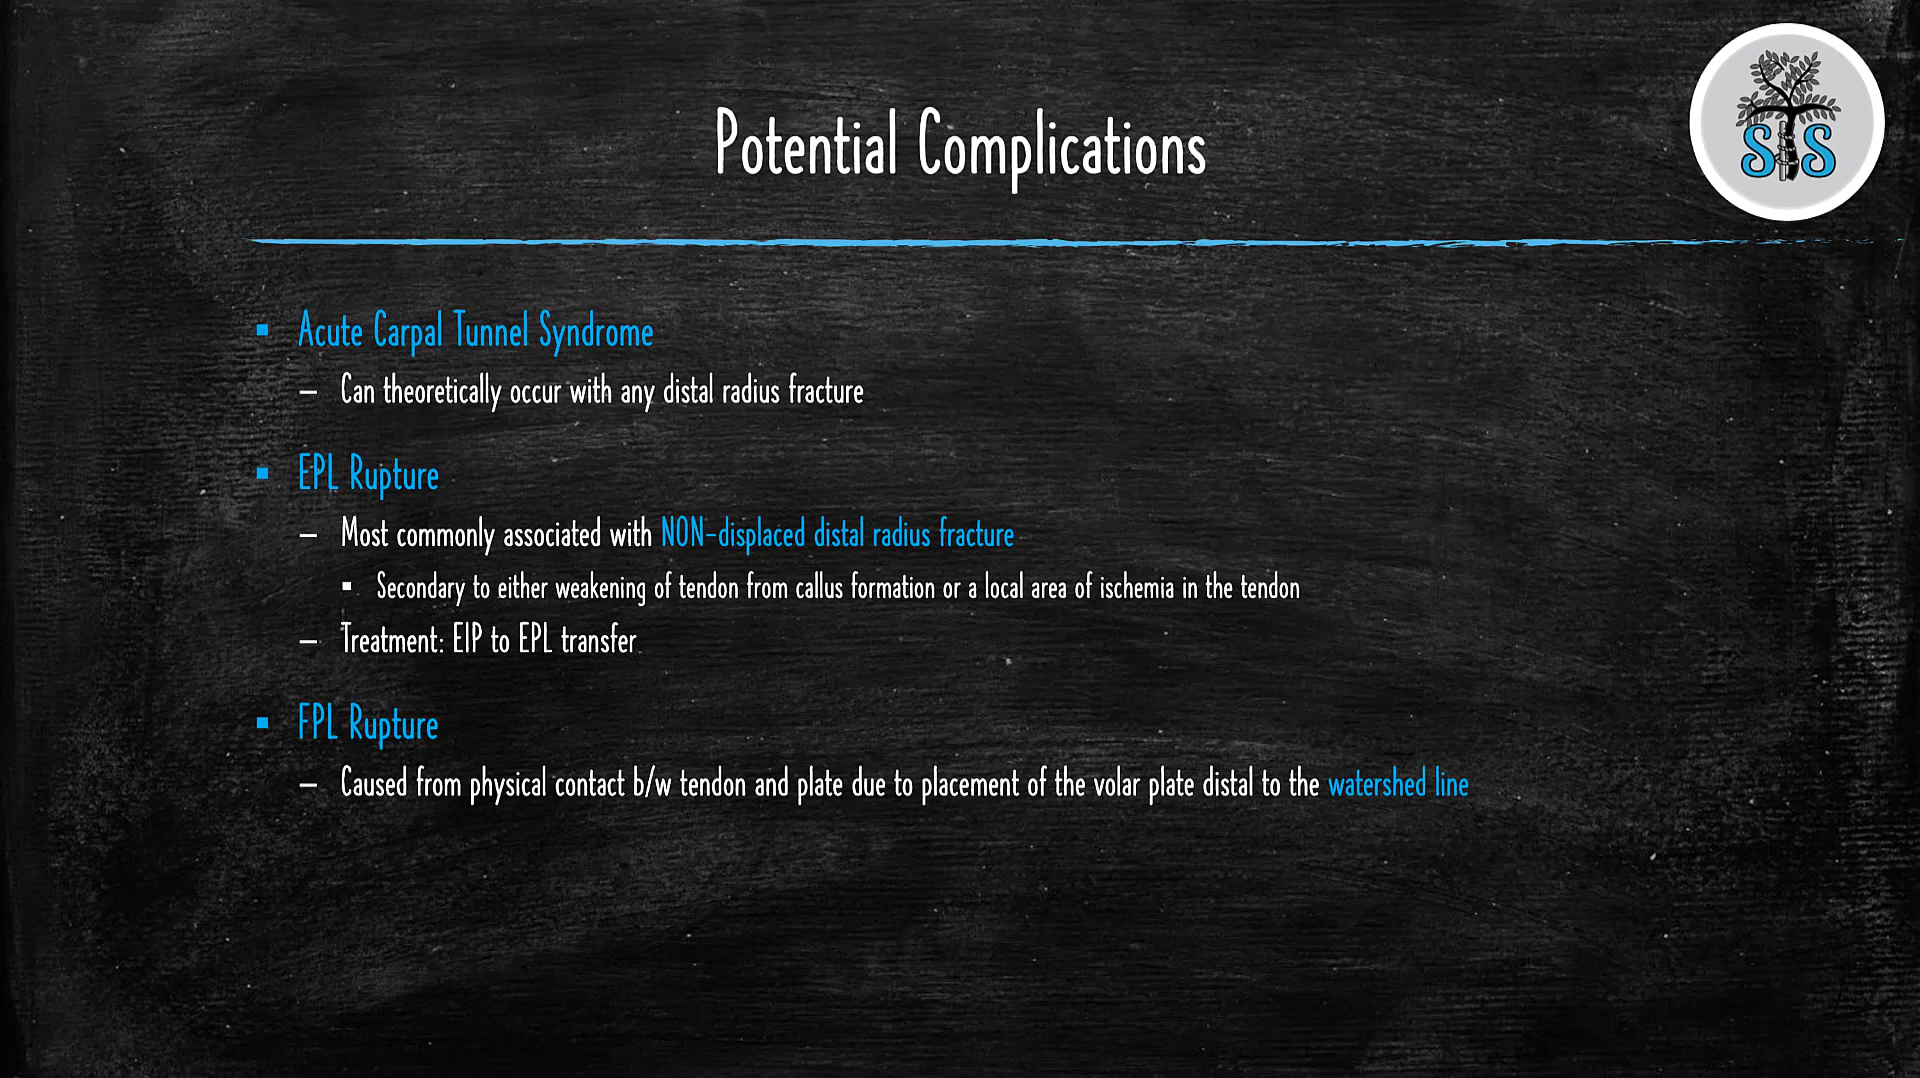 Potential Complications
SIS
▪ Acute Carpal Tunnel Syndrome
– Can theoretically occur with any distal radius fracture
▪ EPL Rupture
– Most commonly associated with NON-displaced distal radius fracture
▪ Secondary to either weakening of tendon from callus formation or a local area of ischemia in the tendon
– Treatment: EIP to EPL transfer
▪ FPL Rupture
– Caused from physical contact b/w tendon and plate due to placement of the volar plate distal to the watershed line